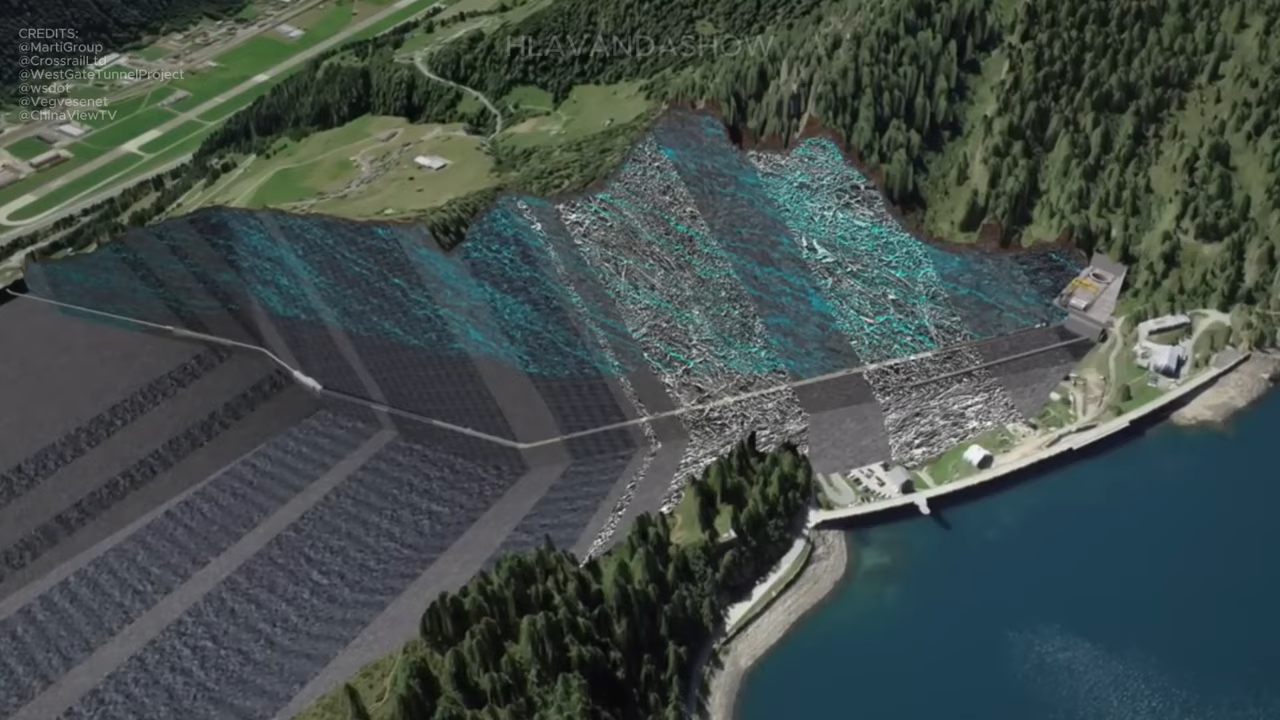 CREDITS:
@MartiGroup
@CrossrailLtd
@WestGateTunnelProject
@wsdot
@Vegvesenet
@ChinaViewTV
HLAVANDASHOW